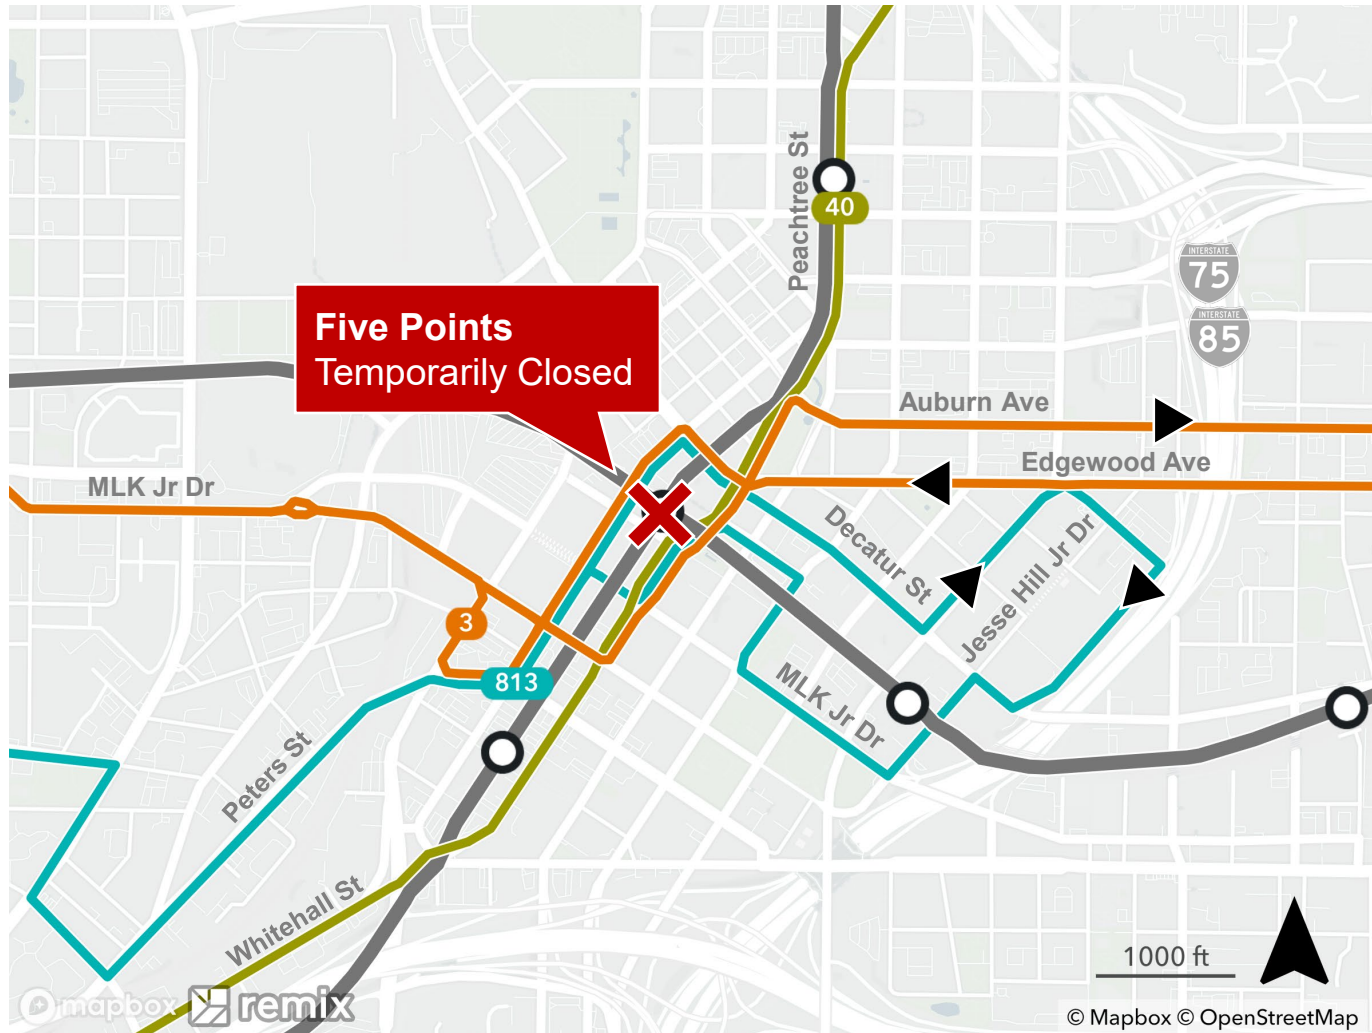 Peachtree St
40
INTERSTATE
75
INTERSTATE
85
Five Points
Temporarily Closed
Auburn Ave
Edgewood Ave
MLK Jr Dr
Decatur St
Jesse Hill Jr Dr
3
813
MLK Jr Dr
Peters St
Whitehall St
1000 ft
mapbox
remix
© Mapbox © OpenStreetMap